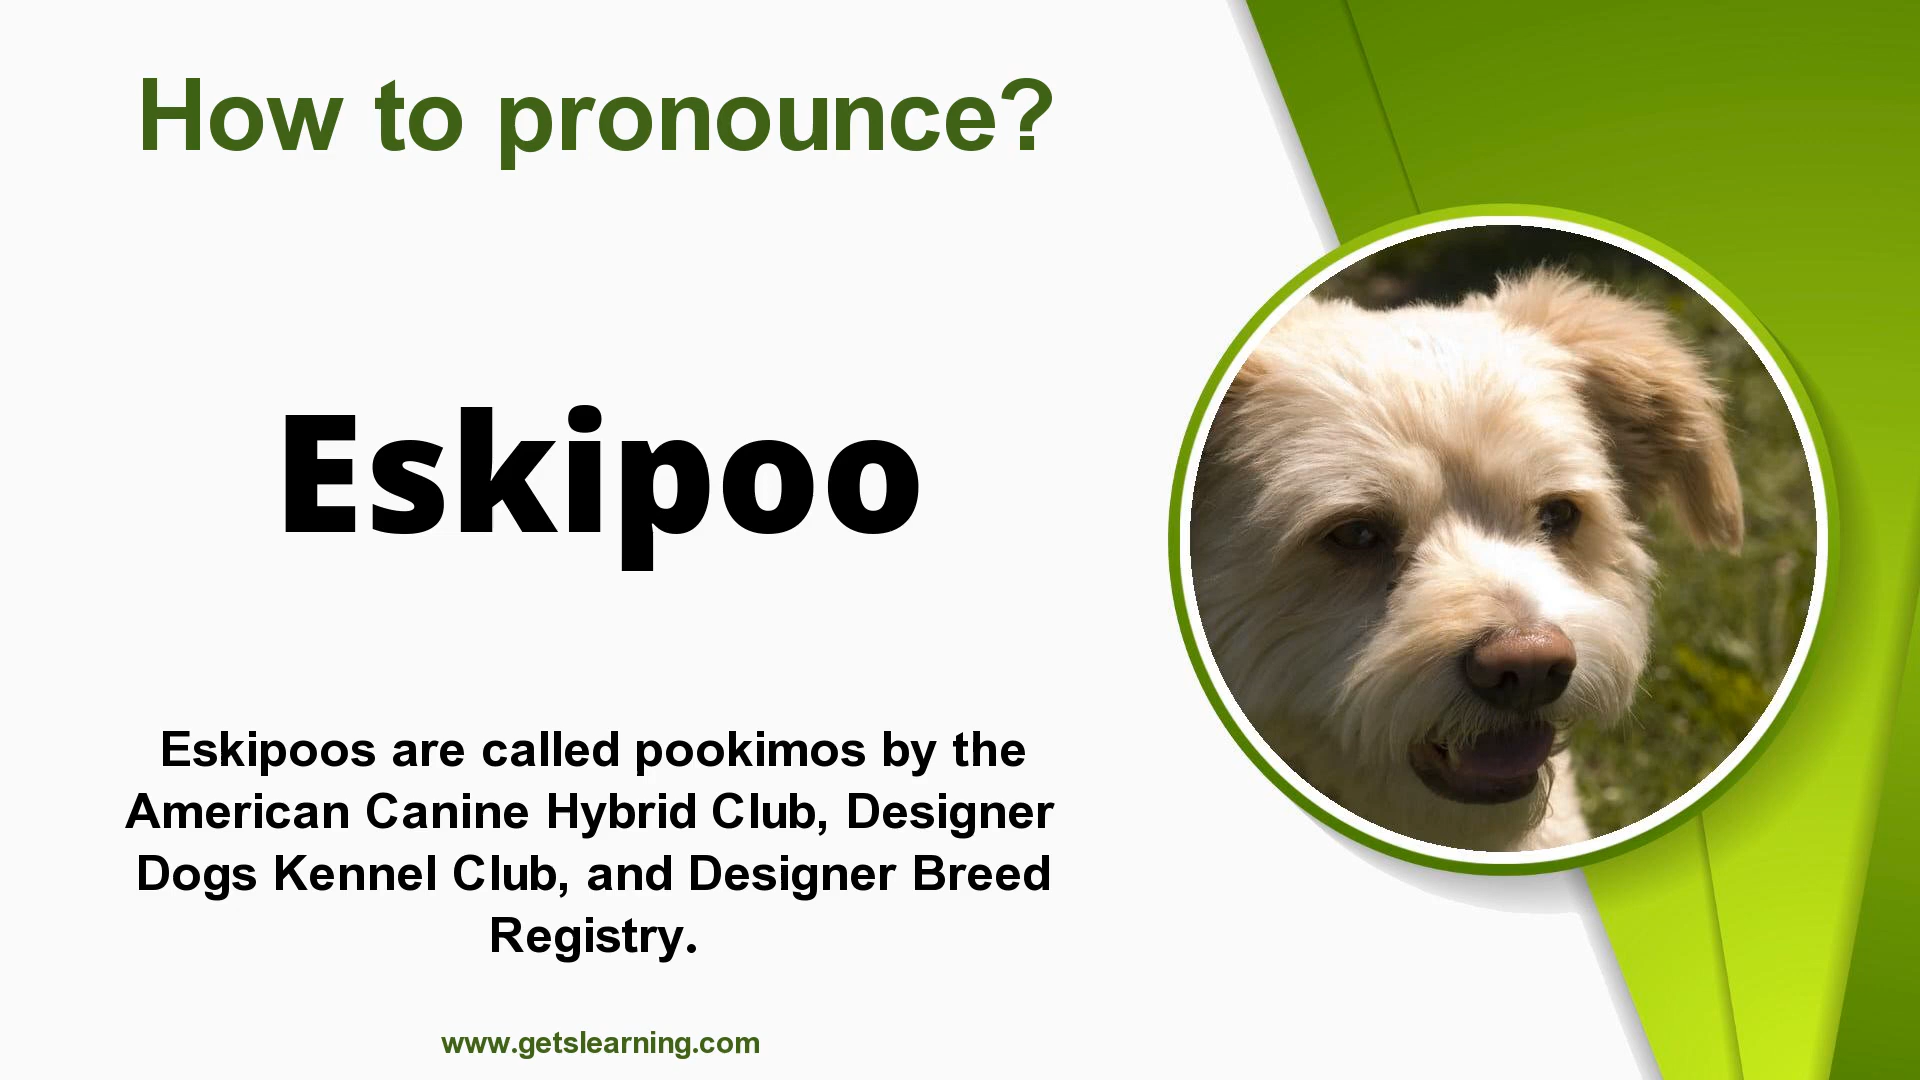 How to pronounce?
Eskipoo
Eskipoos are called pookimos by the
American Canine Hybrid Club, Designer
Dogs Kennel Club, and Designer Breed
Registry.
www.getslearning.com